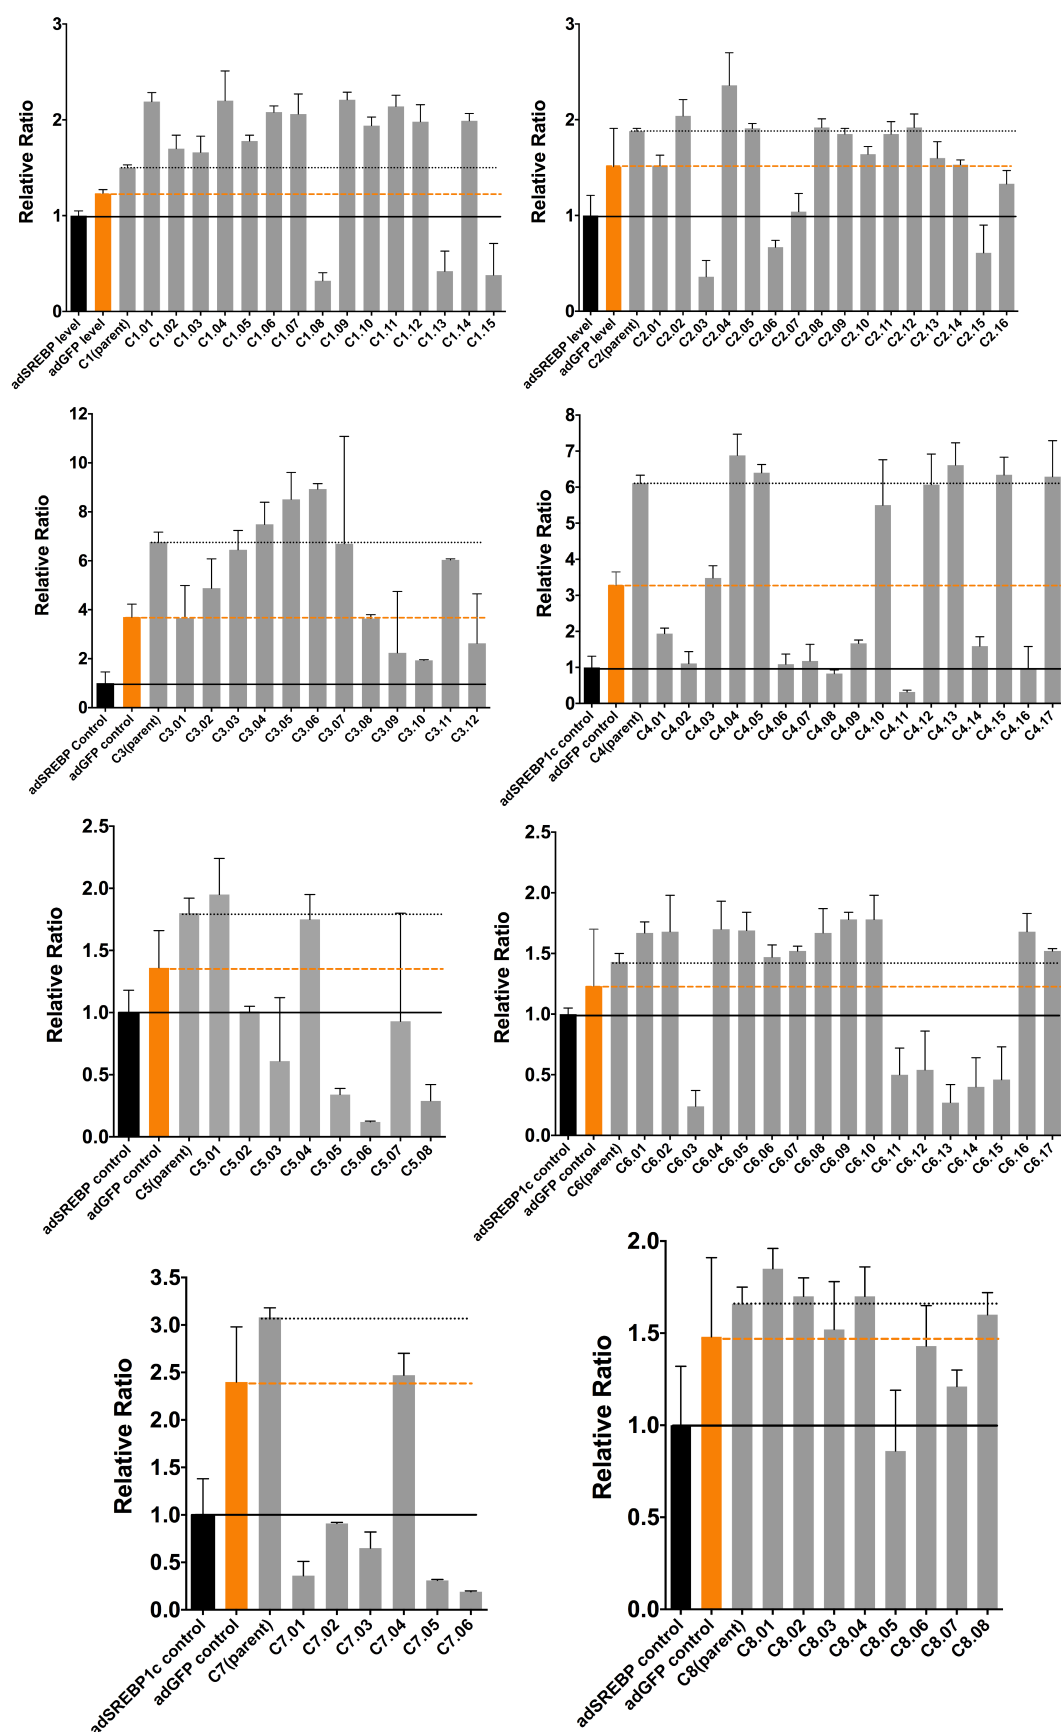 Relative Ratio
3
2
1
0
adSREBP level
adGFP level
C1(parent)
C1.01
C1.02
C1.03
C1.04
C1.05
C1.06
C1.07
C1.08
C1.09
C1.10
C1.11
C1.12
C1.13
C1.14
C1.15
Relative Ratio
3
2
1
0
adSREBP level
adGFP level
C2(parent)
C2.01
C2.02
C2.03
C2.04
C2.05
C2.06
C2.07
C2.08
C2.09
C2.10
C2.11
C2.12
C2.13
C2.14
C2.15
C2.16
Relative Ratio
12
10
8
6
4
2
0
adSREBP Control
adGFP control
C3(parent)
C3.01
C3.02
C3.03
C3.04
C3.05
C3.06
C3.07
C3.08
C3.09
C3.10
C3.11
C3.12
Relative Ratio
8
7
6
5
4
3
2
1
0
adSREBP1c control
adGFP control
C4(parent)
C4.01
C4.02
C4.03
C4.04
C4.05
C4.06
C4.07
C4.08
C4.09
C4.10
C4.11
C4.12
C4.13
C4.14
C4.15
C4.16
C4.17
Relative Ratio
2.5
2.0
1.5
1.0
0.5
0.0
adSREBP control
adGFP control
C5(parent)
C5.01
C5.02
C5.03
C5.04
C5.05
C5.06
C5.07
C5.08
Relative Ratio
2.5
2.0
1.5
1.0
0.5
0.0
adSREBP1c control
adGFP control
C6(parent)
C6.01
C6.02
C6.03
C6.04
C6.05
C6.06
C6.07
C6.08
C6.09
C6.10
C6.11
C6.12
C6.13
C6.14
C6.15
C6.16
C6.17
Relative Ratio
3.5
3.0
2.5
2.0
1.5
1.0
0.5
0.0
adSREBP1c control
adGFP control
C7(parent)
C7.01
C7.02
C7.03
C7.04
C7.05
C7.06
Relative Ratio
2.0
1.5
1.0
0.5
0.0
adSREBP control
adGFP control
C8(parent)
C8.01
C8.02
C8.03
C8.04
C8.05
C8.06
C8.07
C8.08